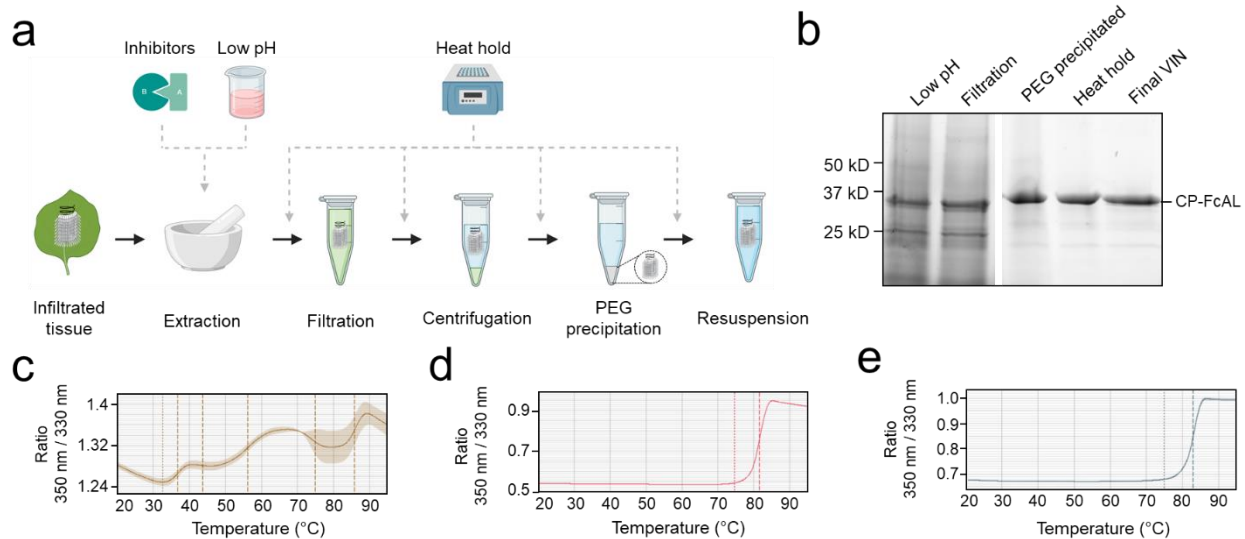 a
Inhibitors
Low pH
Heat hold
B A
Infiltrated
tissue
Extraction
Filtration
Centrifugation
PEG
precipitation
Resuspension
b
Low pH
Filtration
PEG precipitated
Heat hold
Final VIN
50 kD
37 kD
25 kD
CP-FcAL
c
Ratio
350 nm / 330 nm
1.4
1.32
1.24
20 30 40 50 60 70 80 90
Temperature (°C)
d
Ratio
350 nm / 330 nm
0.9
0.7
0.5
20 30 40 50 60 70 80 90
Temperature (°C)
e
Ratio
350 nm / 330 nm
1.0
0.9
0.8
0.7
20 30 40 50 60 70 80 90
Temperature (°C)